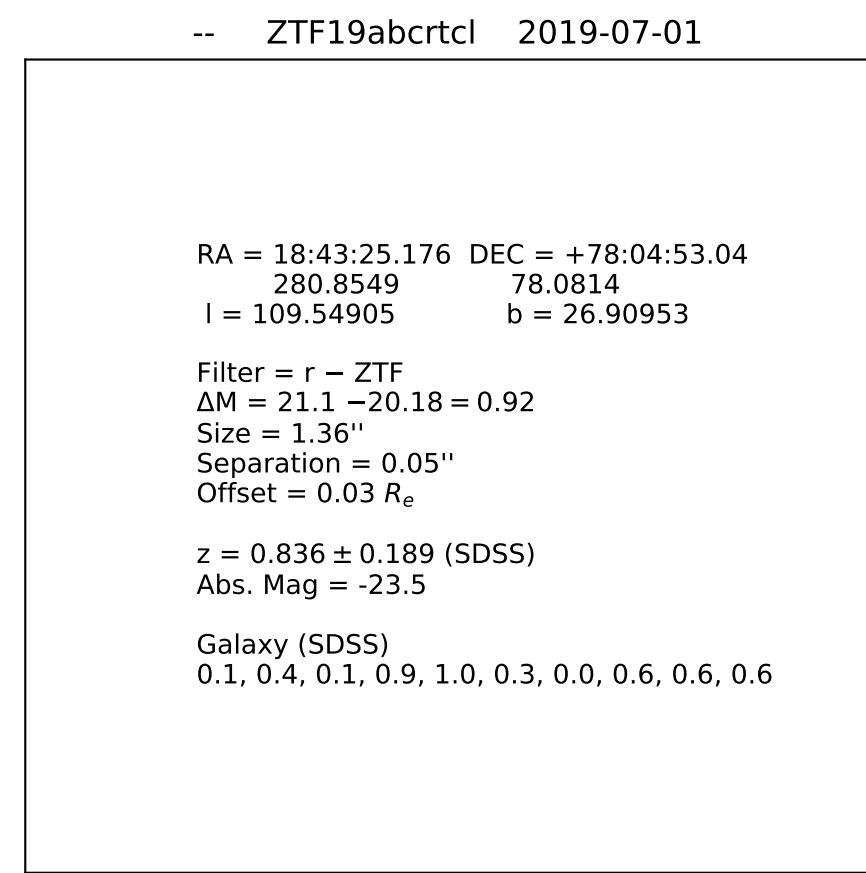 -- ZTF19abcrtcl 2019-07-01
RA = 18:43:25.176 DEC = +78:04:53.04
280.8549 78.0814
l = 109.54905 b = 26.90953
Filter = r − ZTF
ΔM = 21.1 −20.18 = 0.92
Size = 1.36''
Separation = 0.05''
Offset = 0.03 Rₑ
z = 0.836 ± 0.189 (SDSS)
Abs. Mag = -23.5
Galaxy (SDSS)
0.1, 0.4, 0.1, 0.9, 1.0, 0.3, 0.0, 0.6, 0.6, 0.6